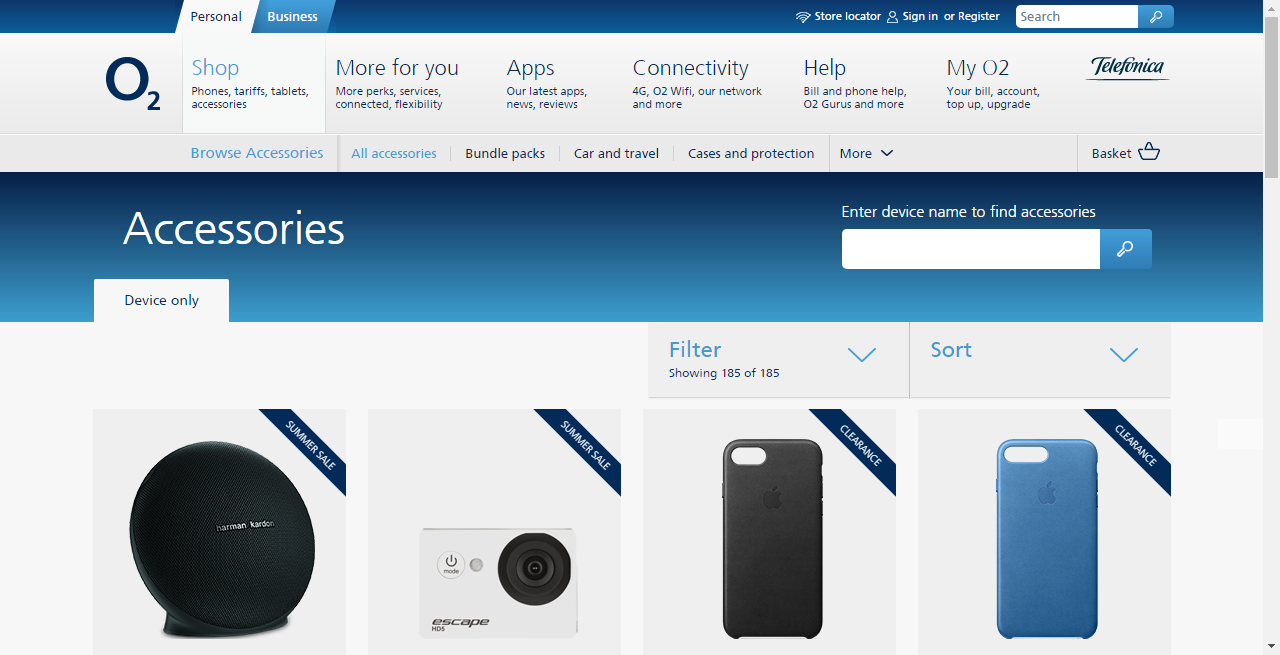 Personal
Business
Store locator
Sign in or Register
Search
O2
Shop
Phones, tariffs, tablets,
accessories
More for you
More perks, services,
connected, flexibility
Apps
Our latest apps,
news, reviews
Connectivity
4G, O2 Wifi, our network
and more
Help
Bill and phone help,
O2 Gurus and more
My O2
Your bill, account,
top up, upgrade
Telefónica
Browse Accessories
All accessories
Bundle packs
Car and travel
Cases and protection
More
Basket
Accessories
Enter device name to find accessories
Device only
Filter
Showing 185 of 185
Sort
SUMMER SALE
harman kardon
SUMMER SALE
mode
escape
HD5
CLEARANCE
CLEARANCE